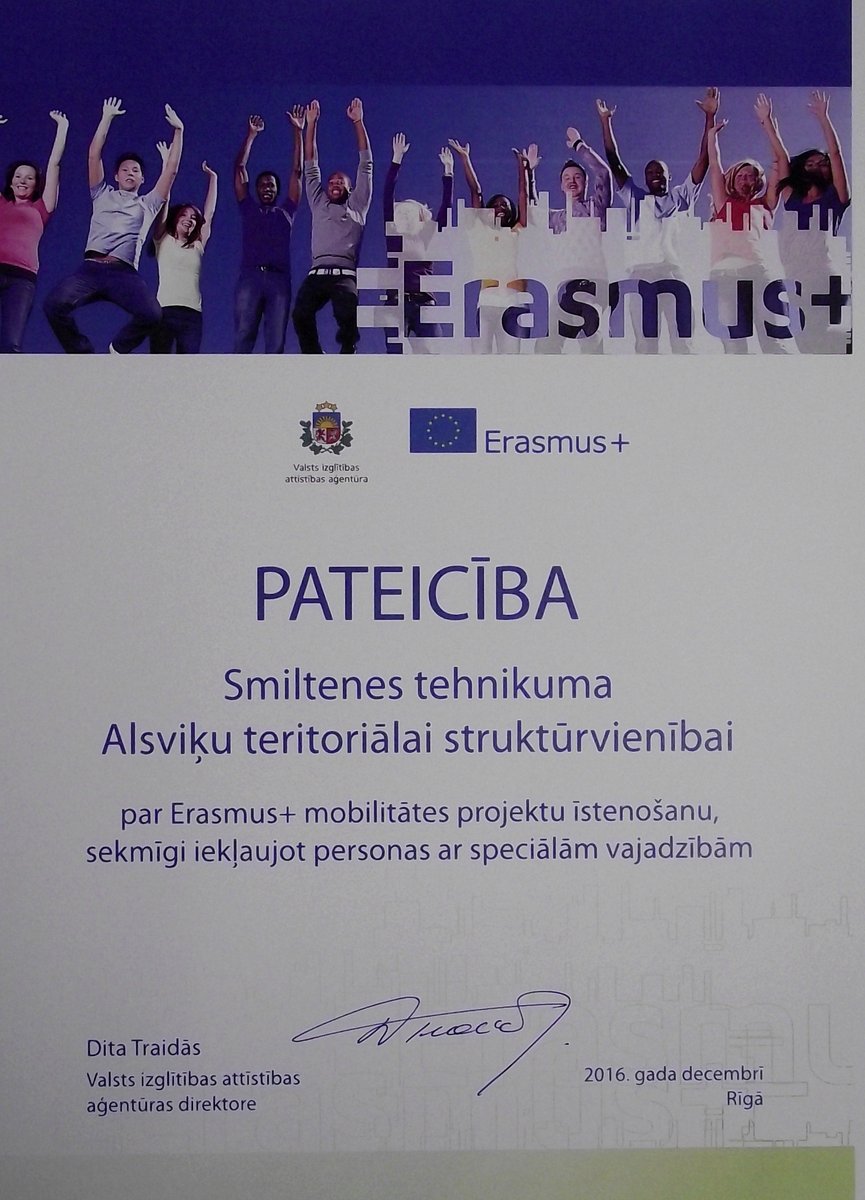 Erasmus+
Valsts izglītības
attīstības aģentūra
Erasmus+
PATEICĪBA
Smiltenes tehnikuma
Alsviķu teritoriālai struktūrvienībai
par Erasmus+ mobilitātes projektu īstenošanu,
sekmīgi iekļaujot personas ar speciālām vajadzībām
Dita Traidās
Valsts izglītības attīstības
aģentūras direktore
2016. gada decembrī
Rīgā